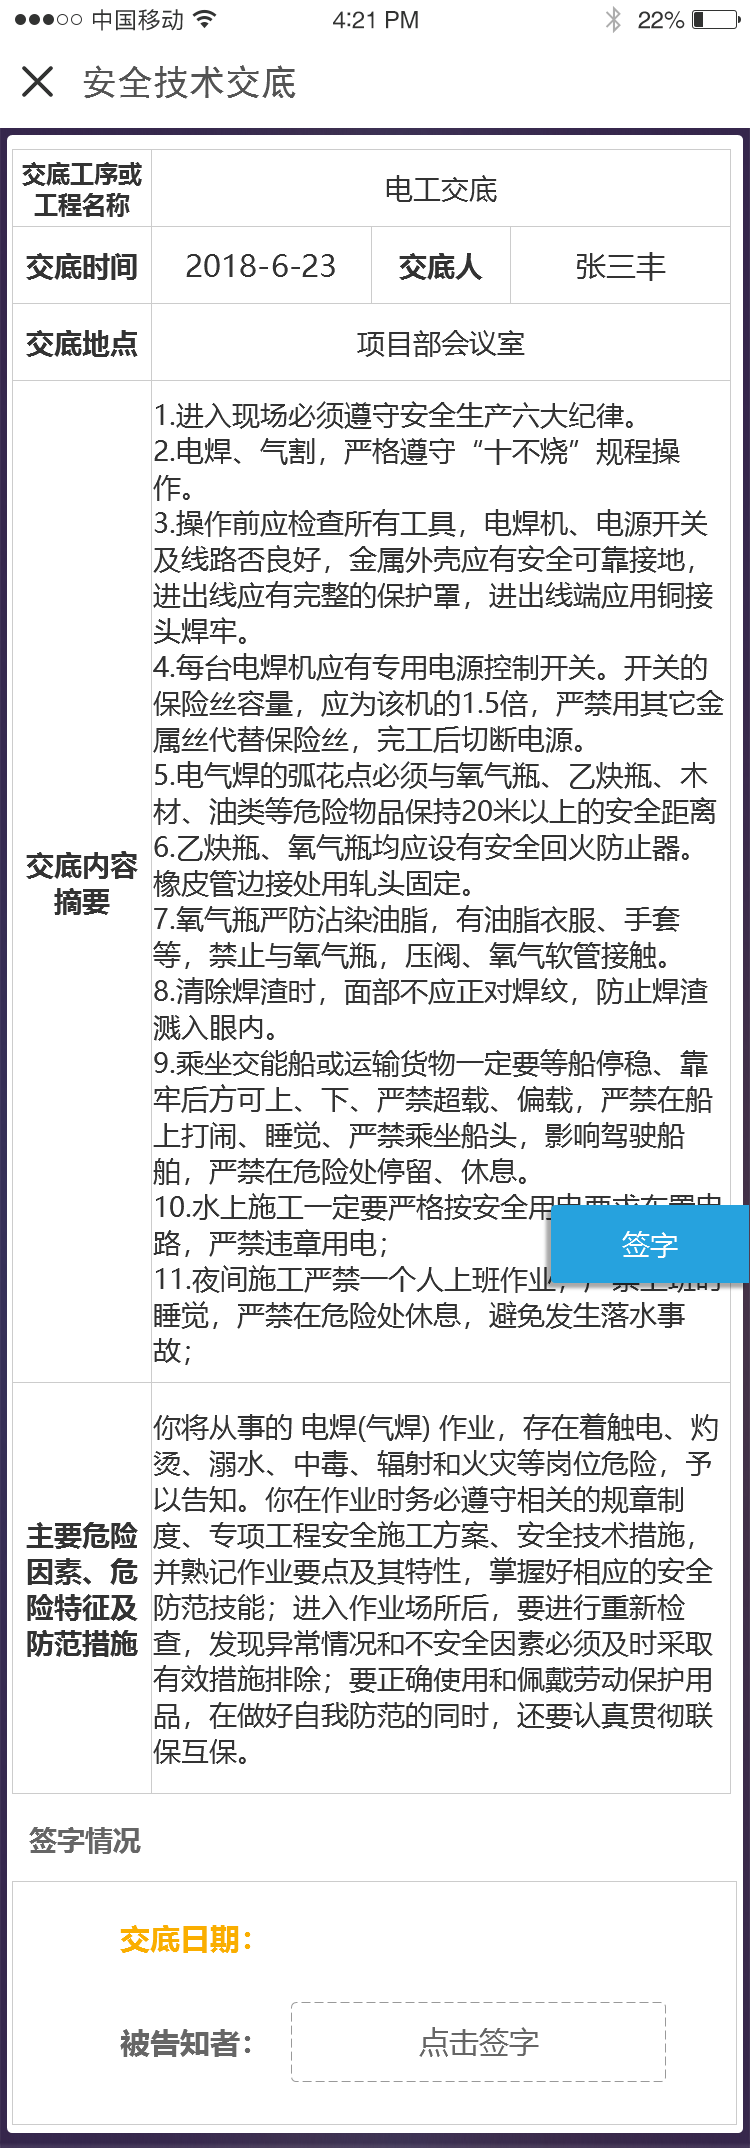 中国移动 4:21 PM 22%
安全技术交底
交底工序或
工程名称
电工交底
交底时间 2018-6-23 交底人 张三丰
交底地点 项目部会议室
交底内容
摘要
1.进入现场必须遵守安全生产六大纪律。
2.电焊、气割，严格遵守“十不烧”规程操
作。
3.操作前应检查所有工具，电焊机、电源开关
及线路否良好，金属外壳应有安全可靠接地，
进出线应有完整的保护罩，进出线端应用铜接
头焊牢。
4.每台电焊机应有专用电源控制开关。开关的
保险丝容量，应为该机的1.5倍，严禁用其它金
属丝代替保险丝，完工后切断电源。
5.电气焊的弧花点必须与氧气瓶、乙炔瓶、木
材、油类等危险物品保持20米以上的安全距离
6.乙炔瓶、氧气瓶均应设有安全回火防止器。
橡皮管边接处用轧头固定。
7.氧气瓶严防沾染油脂，有油脂衣服、手套
等，禁止与氧气瓶，压阀、氧气软管接触。
8.清除焊渣时，面部不应正对焊纹，防止焊渣
溅入眼内。
9.乘坐交能船或运输货物一定要等船停稳、靠
牢后方可上、下、严禁超载、偏载，严禁在船
上打闹、睡觉、严禁乘坐船头，影响驾驶船
舶，严禁在危险处停留、休息。
10.水上施工一定要严格按安全用电要求布置电
路，严禁违章用电；
签字
11.夜间施工严禁一个人上班作业，严禁上班时
睡觉，严禁在危险处休息，避免发生落水事
故；
主要危险
因素、危
险特征及
防范措施
你将从事的 电焊(气焊) 作业，存在着触电、灼
烫、溺水、中毒、辐射和火灾等岗位危险，予
以告知。你在作业时务必遵守相关的规章制
度、专项工程安全施工方案、安全技术措施，
并熟记作业要点及其特性，掌握好相应的安全
防范技能；进入作业场所后，要进行重新检
查，发现异常情况和不安全因素必须及时采取
有效措施排除；要正确使用和佩戴劳动保护用
品，在做好自我防范的同时，还要认真贯彻联
保互保。
签字情况
交底日期：
被告知者： 点击签字